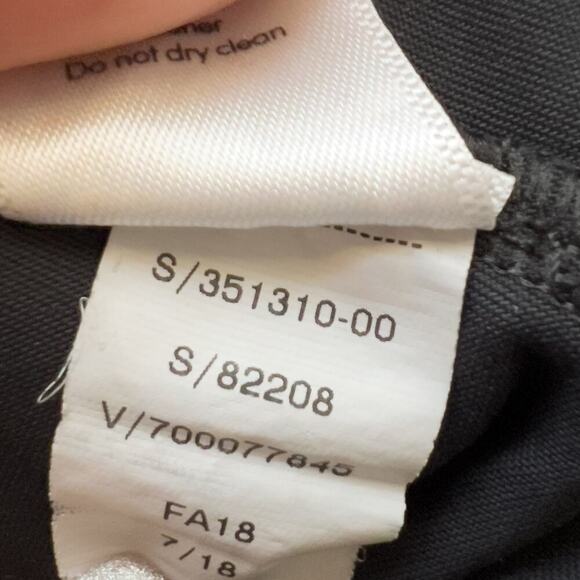 Do not dry clean
S/351310-00
S/82208
V/700077845
FA18
7/18